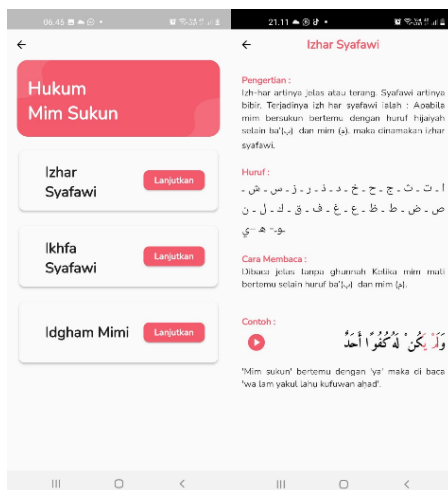 06.45
Hukum
Mim Sukun
Izhar
Syafawi
Lanjutkan
Ikhfa
Syafawi
Lanjutkan
Idgham Mimi
Lanjutkan
21.11
Izhar Syafawi
Pengertian :
Izh-har artinya jelas atau terang. Syafawi artinya
bibir. Terjadinya izh har syafawi ialah : Apabila
mim bersukun bertemu dengan huruf hijaiyah
selain ba'(ب) dan mim (م). maka dinamakan izhar
syafawi.
Huruf :
ا - ت - ث - ج - ح - خ - د - ذ - ر - ز - س - ش -
ص - ض - ط - ظ - ع - غ - ف - ق - ك - ل - ن
و- ه -ي
Cara Membaca :
Dibaca jelas tanpa ghunnah Ketika mim mati
bertemu selain huruf ba'(ب) dan mim (م).
Contoh :
وَلَمْ يَكُنْ لَهُ كُفُوًا أَحَدٌ
'Mim sukun' bertemu dengan 'ya' maka di baca
'wa lam yakul lahu kufuwan ahad'.